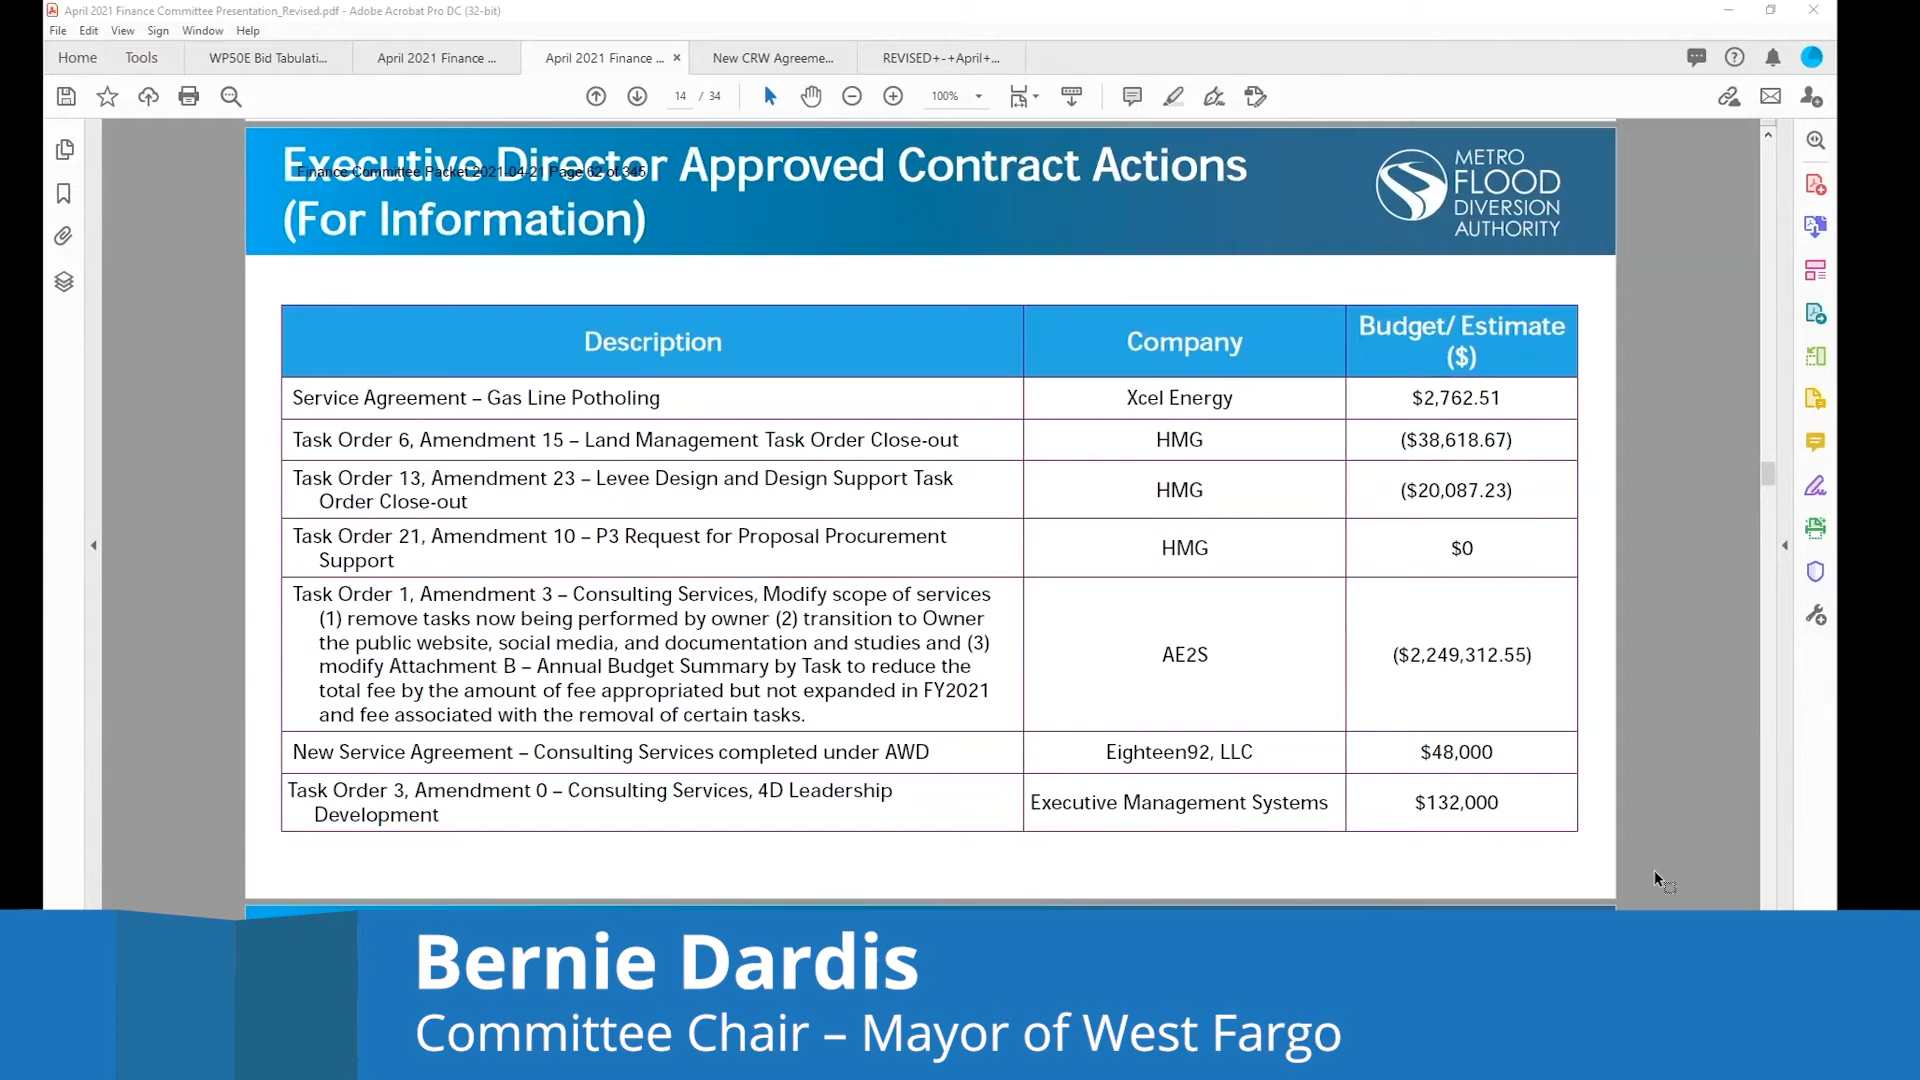 April 2021 Finance Committee Presentation_Revised.pdf - Adobe Acrobat Pro DC (32-bit)
File Edit View Sign Window Help
Home Tools WP50E Bid Tabulati... April 2021 Finance ... April 2021 Finance ... × New CRW Agreeme... REVISED+-+April+...
14 / 34 100%
Executive Director Approved Contract Actions
Finance Committee Packet 2021-04-21 Page 62 of 345
(For Information)
METRO
FLOOD
DIVERSION
AUTHORITY
Description Company Budget/ Estimate
($)
Service Agreement – Gas Line Potholing Xcel Energy $2,762.51
Task Order 6, Amendment 15 – Land Management Task Order Close-out HMG ($38,618.67)
Task Order 13, Amendment 23 – Levee Design and Design Support Task
Order Close-out HMG ($20,087.23)
Task Order 21, Amendment 10 – P3 Request for Proposal Procurement
Support HMG $0
Task Order 1, Amendment 3 – Consulting Services, Modify scope of services
(1) remove tasks now being performed by owner (2) transition to Owner
the public website, social media, and documentation and studies and (3)
modify Attachment B – Annual Budget Summary by Task to reduce the
total fee by the amount of fee appropriated but not expanded in FY2021
and fee associated with the removal of certain tasks. AE2S ($2,249,312.55)
New Service Agreement – Consulting Services completed under AWD Eighteen92, LLC $48,000
Task Order 3, Amendment 0 – Consulting Services, 4D Leadership
Development Executive Management Systems $132,000
Bernie Dardis
Committee Chair – Mayor of West Fargo